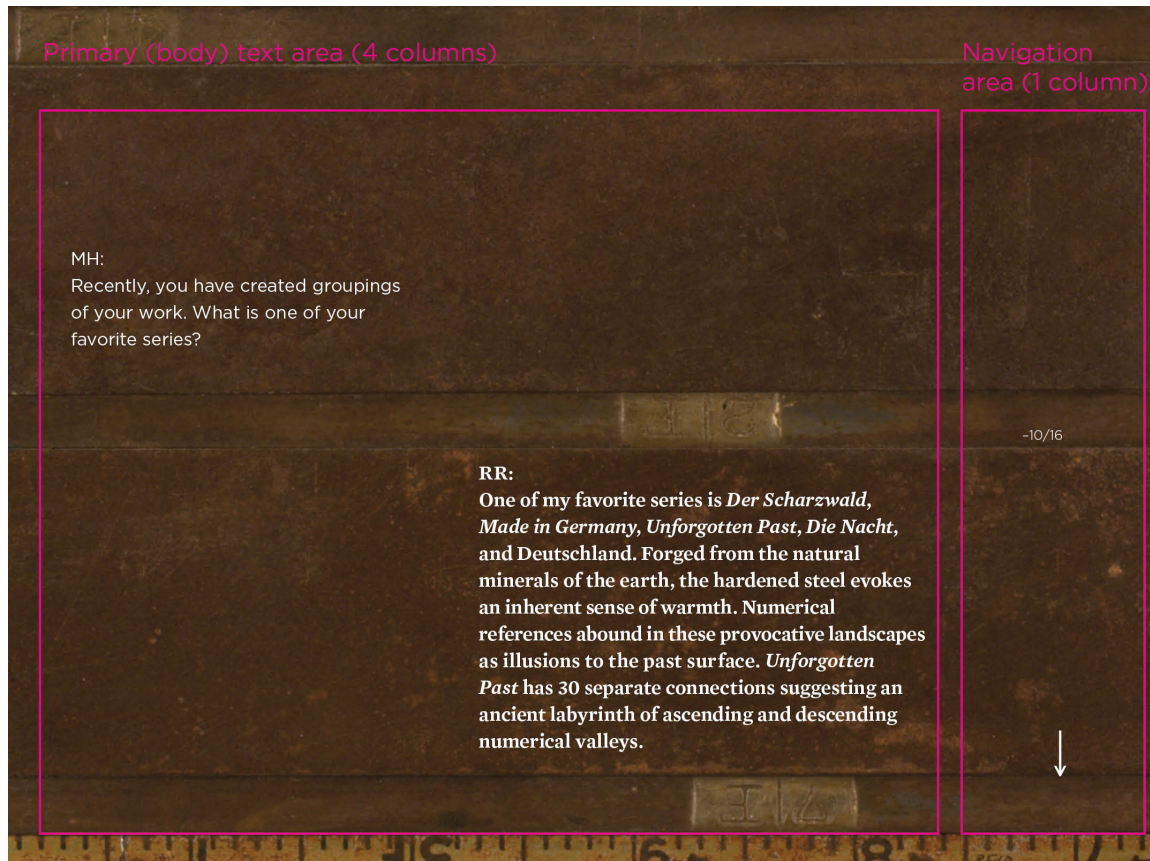 Primary (body) text area (4 columns)
Navigation
area (1 column)
MH:
Recently, you have created groupings
of your work. What is one of your
favorite series?
–10/16
RR:
One of my favorite series is Der Scharzwald,
Made in Germany, Unforgotten Past, Die Nacht,
and Deutschland. Forged from the natural
minerals of the earth, the hardened steel evokes
an inherent sense of warmth. Numerical
references abound in these provocative landscapes
as illusions to the past surface. Unforgotten
Past has 30 separate connections suggesting an
ancient labyrinth of ascending and descending
numerical valleys.